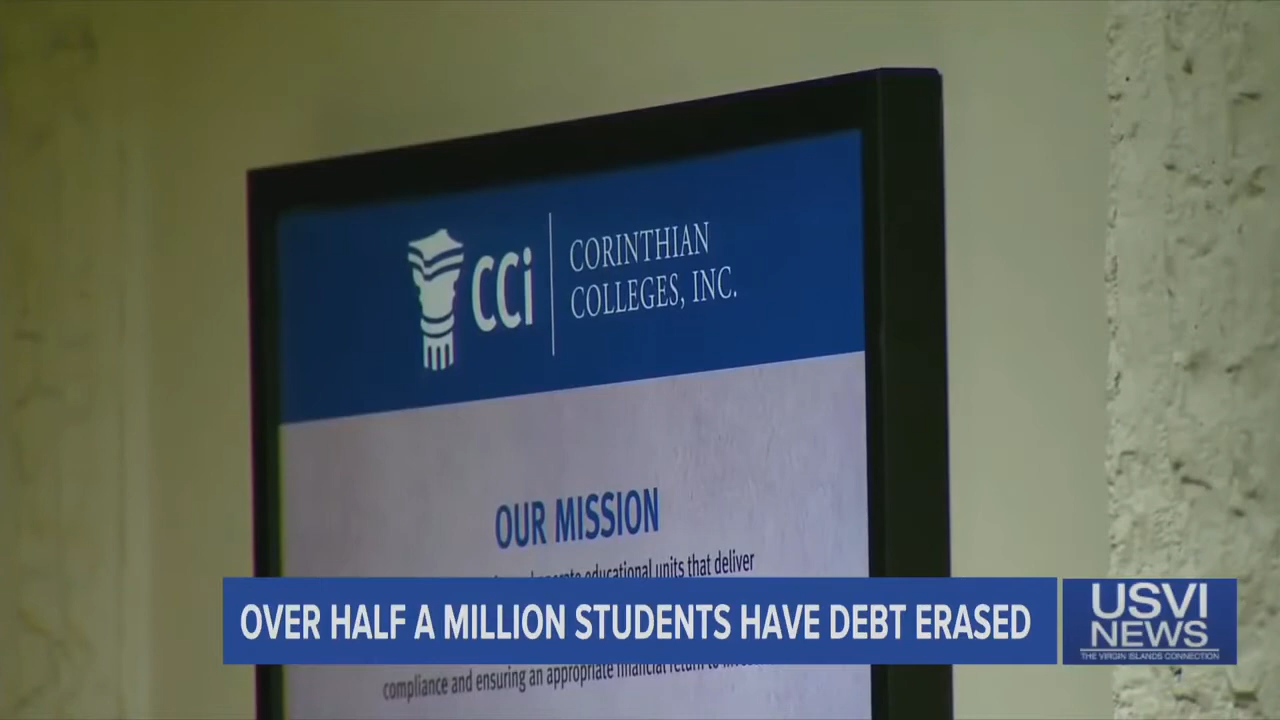 CCi
CORINTHIAN
COLLEGES, INC.
OUR MISSION
educational units that deliver
OVER HALF A MILLION STUDENTS HAVE DEBT ERASED
USVI
NEWS
THE VIRGIN ISLANDS CONNECTION
compliance and ensuring an appropriate financial return to